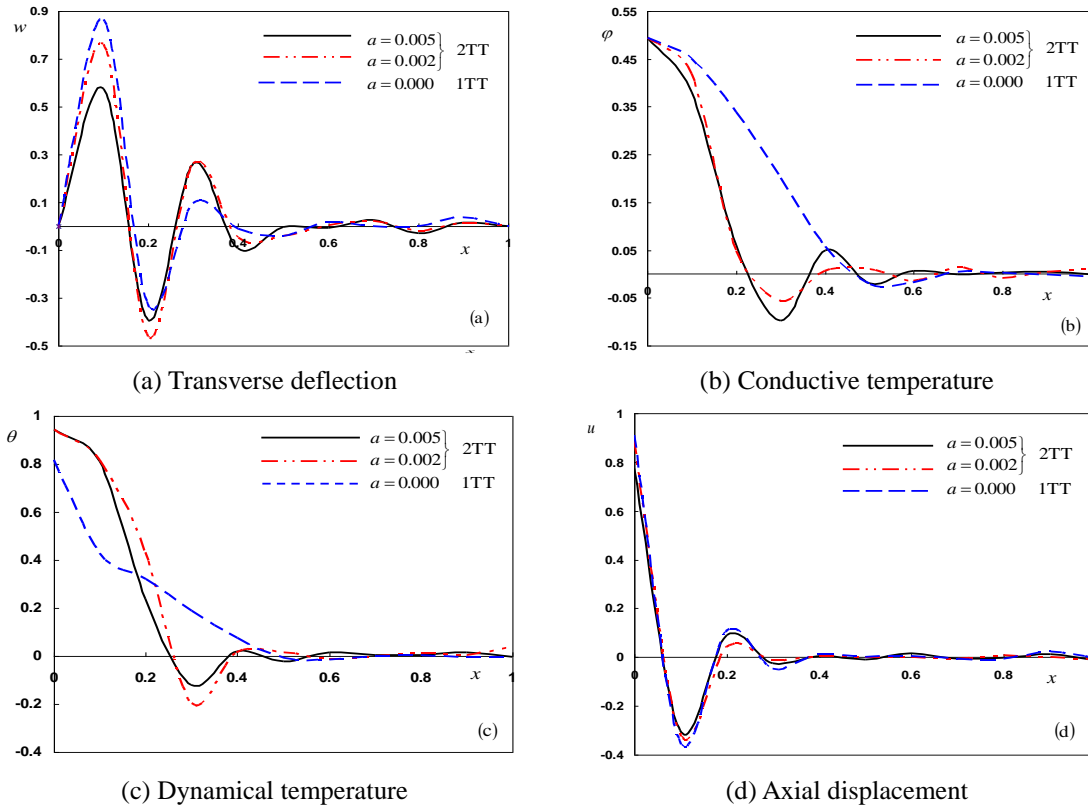 w
0.9
0.7
0.5
0.3
0.1
-0.1
-0.3
-0.5
0 0.2 0.4 0.6 0.8 1
x
a = 0.005
a = 0.002
2TT
a = 0.000 1TT
(a)
(a) Transverse deflection
φ
0.55
0.45
0.35
0.25
0.15
0.05
-0.05
-0.15
0 0.2 0.4 0.6 0.8
x
a = 0.005
a = 0.002
2TT
a = 0.000 1TT
(b)
(b) Conductive temperature
θ
1
0.8
0.6
0.4
0.2
0
-0.2
-0.4
0 0.2 0.4 0.6 0.8 1
x
a = 0.005
a = 0.002
2TT
a = 0.000 1TT
(c)
(c) Dynamical temperature
u
1
0.8
0.6
0.4
0.2
0
-0.2
-0.4
0 0.2 0.4 0.6 0.8
x
a = 0.005
a = 0.002
2TT
a = 0.000 1TT
(d)
(d) Axial displacement